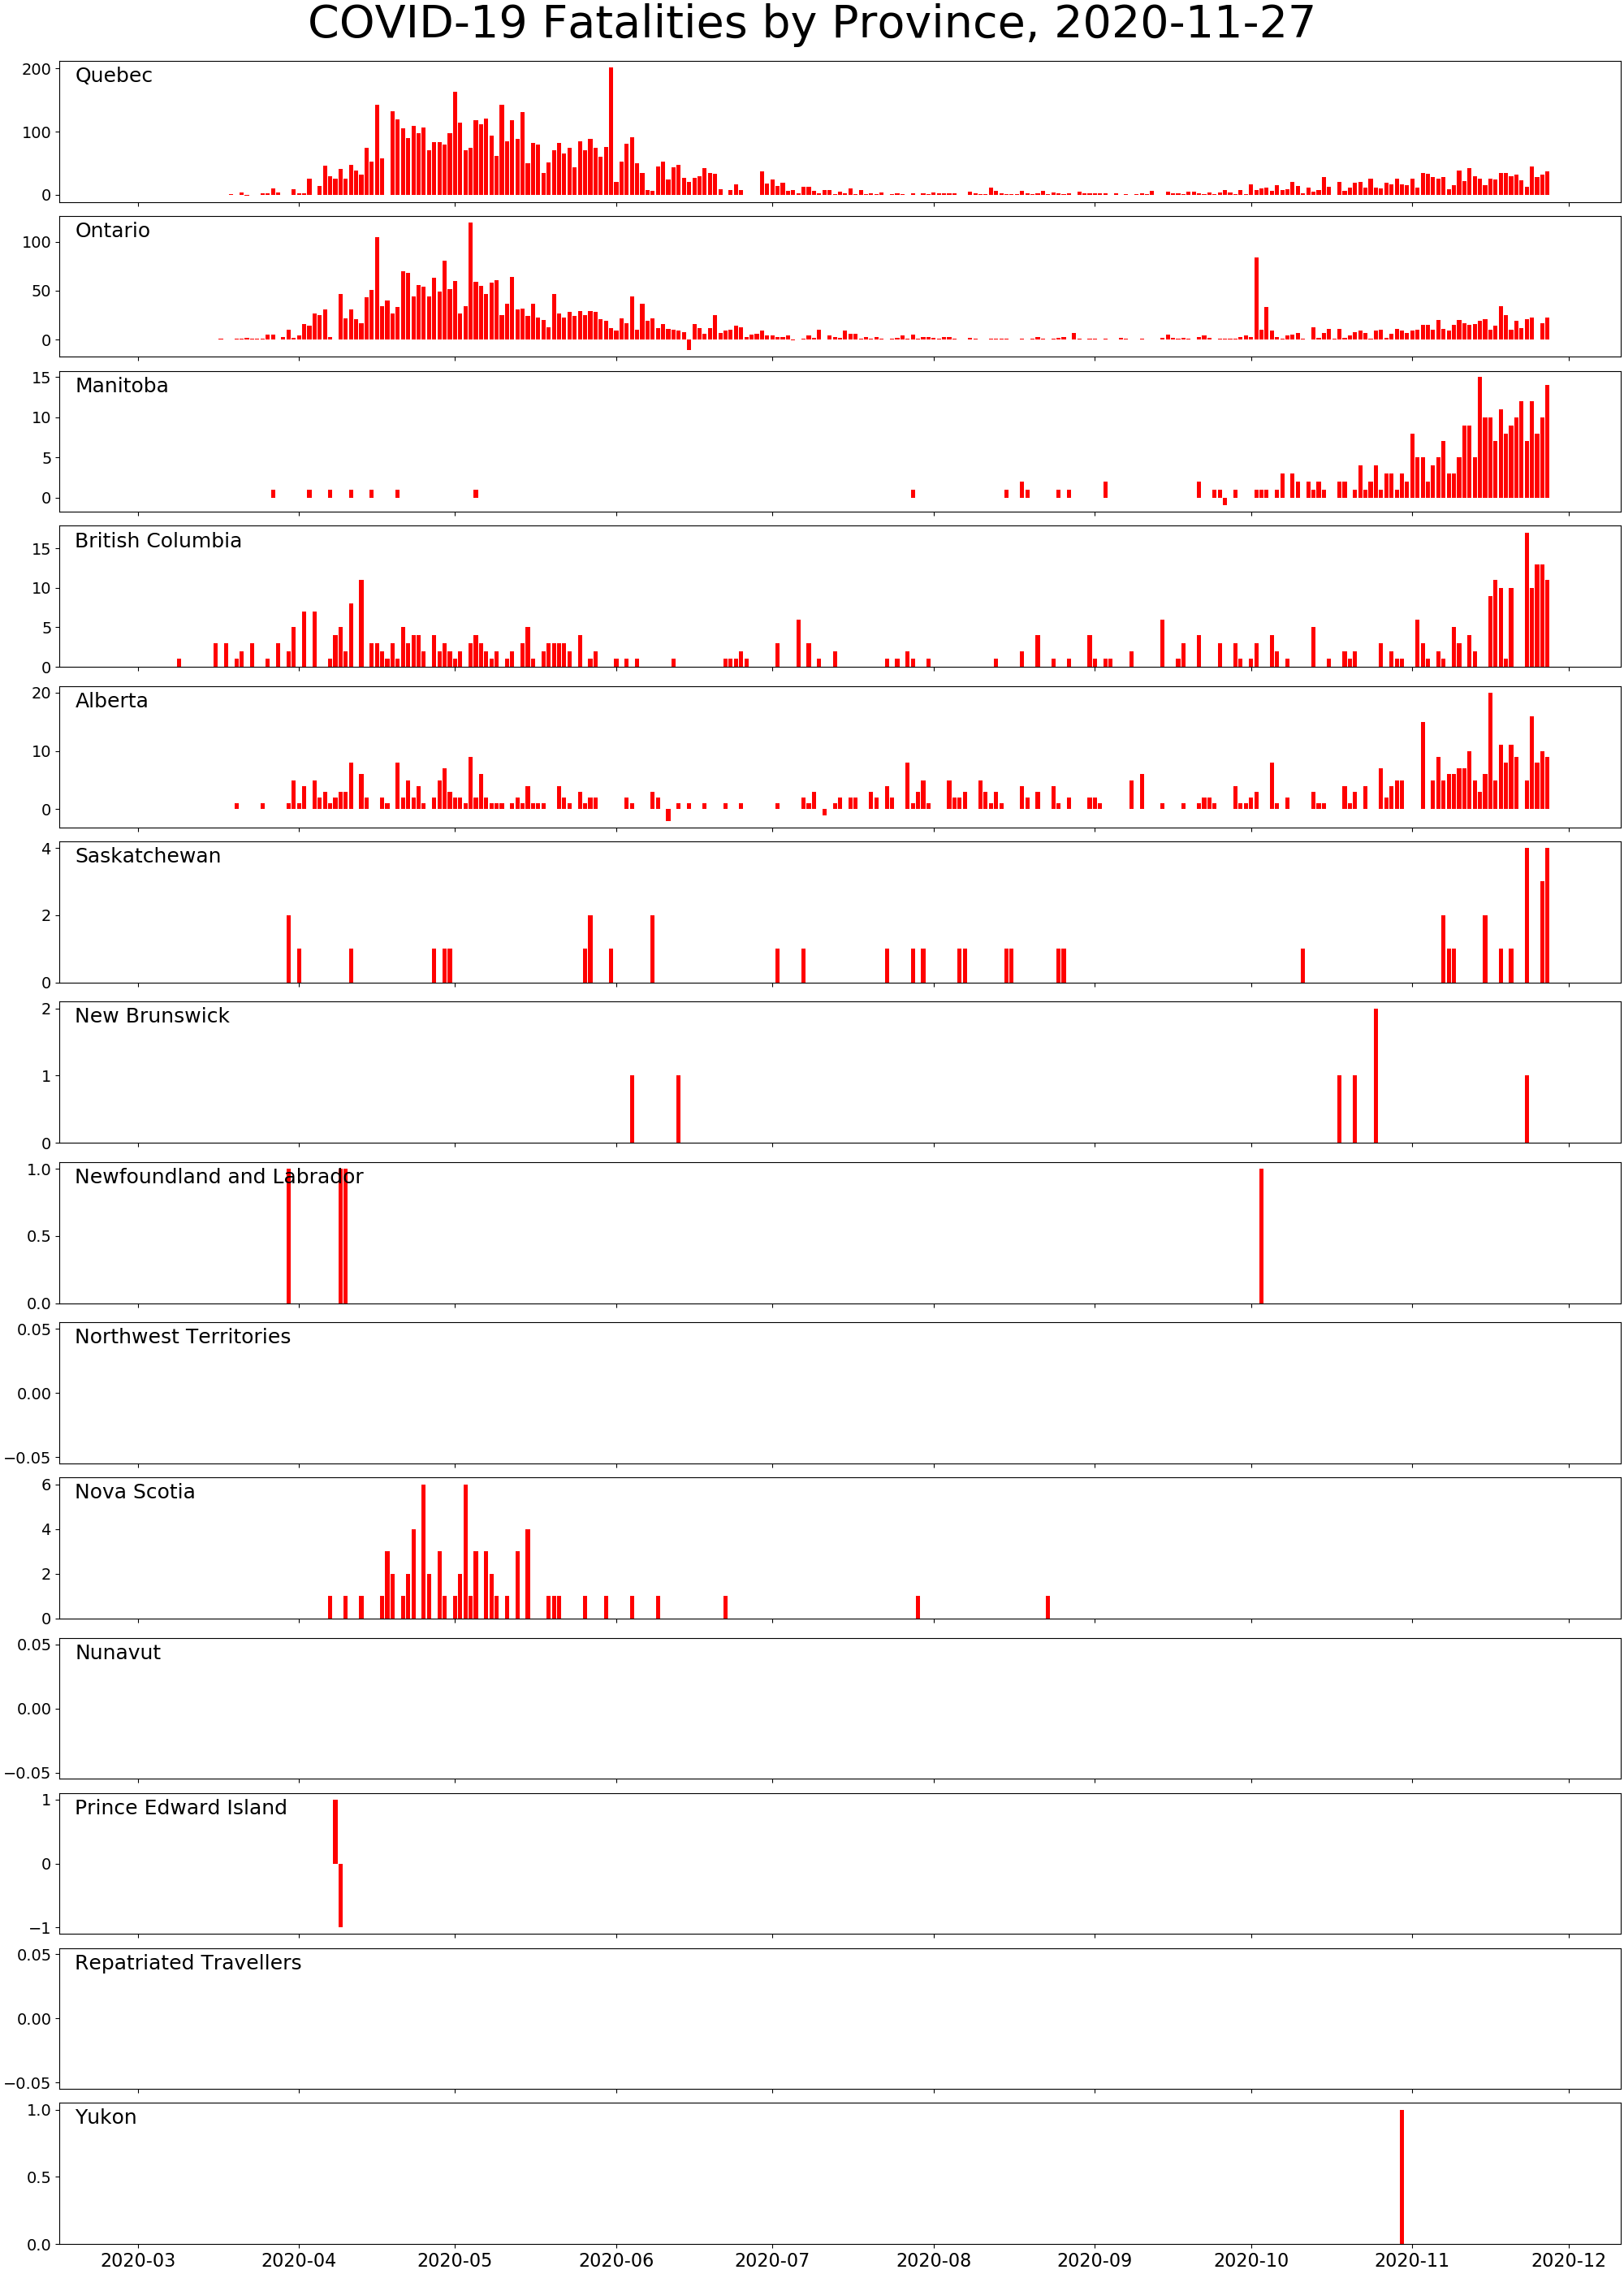 COVID-19 Fatalities by Province, 2020-11-27
Quebec
200
100
0
Ontario
100
50
0
Manitoba
15
10
5
0
British Columbia
15
10
5
0
Alberta
20
10
0
Saskatchewan
4
2
0
New Brunswick
2
1
0
Newfoundland and Labrador
1.0
0.5
0.0
Northwest Territories
0.05
0.00
−0.05
Nova Scotia
6
4
2
0
Nunavut
0.05
0.00
−0.05
Prince Edward Island
1
0
−1
Repatriated Travellers
0.05
0.00
−0.05
Yukon
1.0
0.5
0.0
2020-03 2020-04 2020-05 2020-06 2020-07 2020-08 2020-09 2020-10 2020-11 2020-12